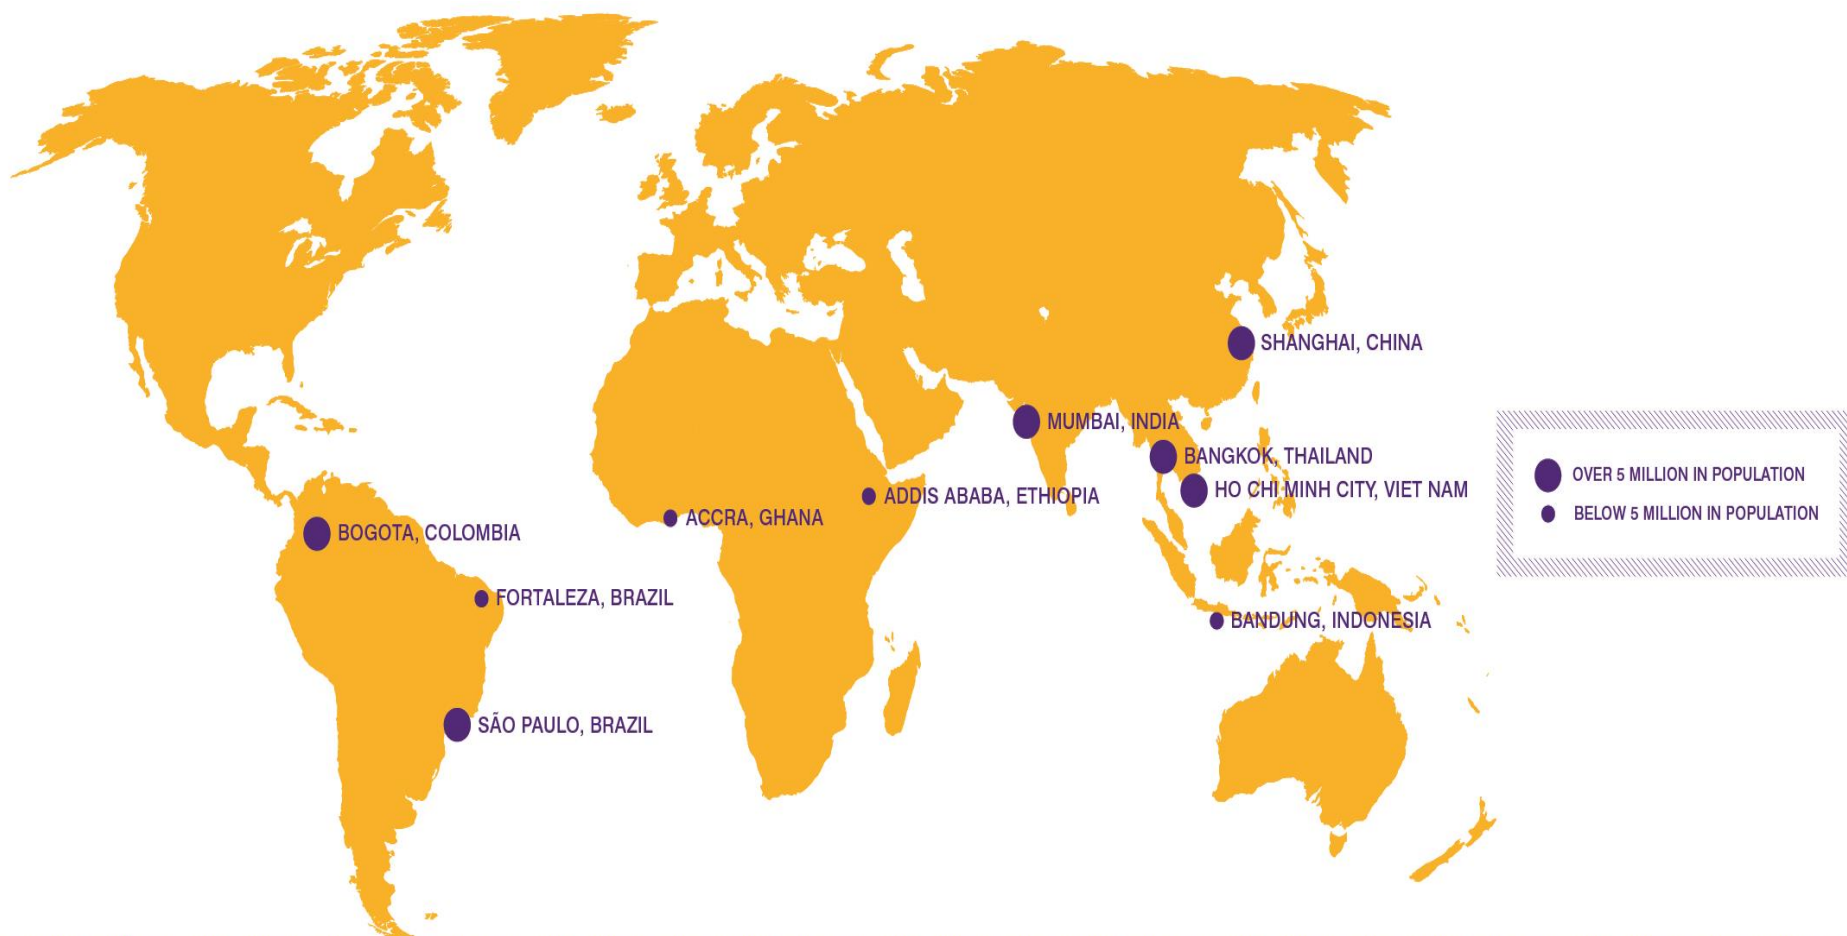 SHANGHAI, CHINA
MUMBAI, INDIA
BANGKOK, THAILAND
HO CHI MINH CITY, VIET NAM
ADDIS ABABA, ETHIOPIA
ACCRA, GHANA
BOGOTA, COLOMBIA
FORTALEZA, BRAZIL
BANDUNG, INDONESIA
SÃO PAULO, BRAZIL
OVER 5 MILLION IN POPULATION
BELOW 5 MILLION IN POPULATION